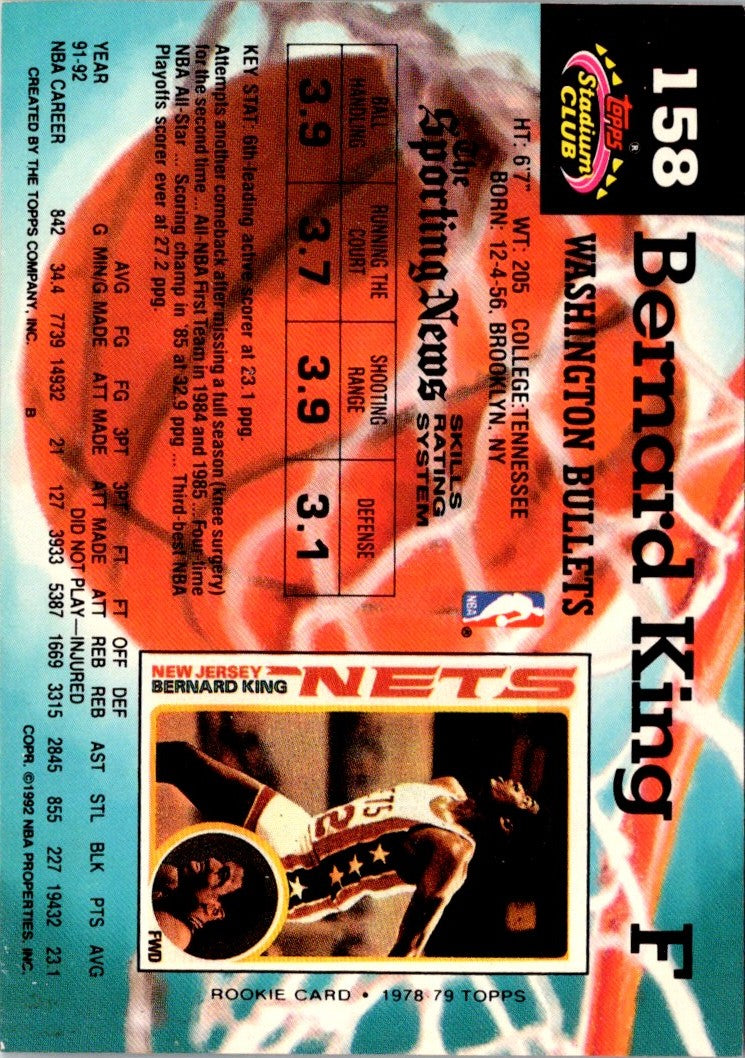 158
Bernard King F
topps®
Stadium
CLUB
WASHINGTON BULLETS
HT: 6'7" WT: 205 COLLEGE: TENNESSEE
BORN: 12-4-56, BROOKLYN, NY
NBA
®
The
Sporting News
SKILLS
RATING
SYSTEM
BALL
HANDLING
RUNNING THE
COURT
SHOOTING
RANGE
DEFENSE
3.9 3.7 3.9 3.1
KEY STAT: 6th leading active scorer at 23.1 ppg.
Attempts another comeback after missing a full season (knee surgery)
for the second time ... All-NBA First Team in 1984 and 1985 ... Four time
NBA All-Star ... Scoring champ in '85 at 32.9 ppg ... Third-best NBA
Playoffs scorer ever at 27.2 ppg.
NETS
NEW JERSEY
BERNARD KING
ETS
2
FWD
ROOKIE CARD • 1978-79 TOPPS
AVG FG FG 3PT 3PT FT FT OFF DEF
YEAR G MIN/G MADE ATT MADE ATT MADE ATT REB REB AST STL BLK PTS AVG
91-92 DID NOT PLAY—INJURED
NBA CAREER 842 34.4 7739 14932 21 127 3933 5387 1669 3315 2845 855 227 19432 23.1
CREATED BY THE TOPPS COMPANY, INC. B COPR. ©1992 NBA PROPERTIES, INC.